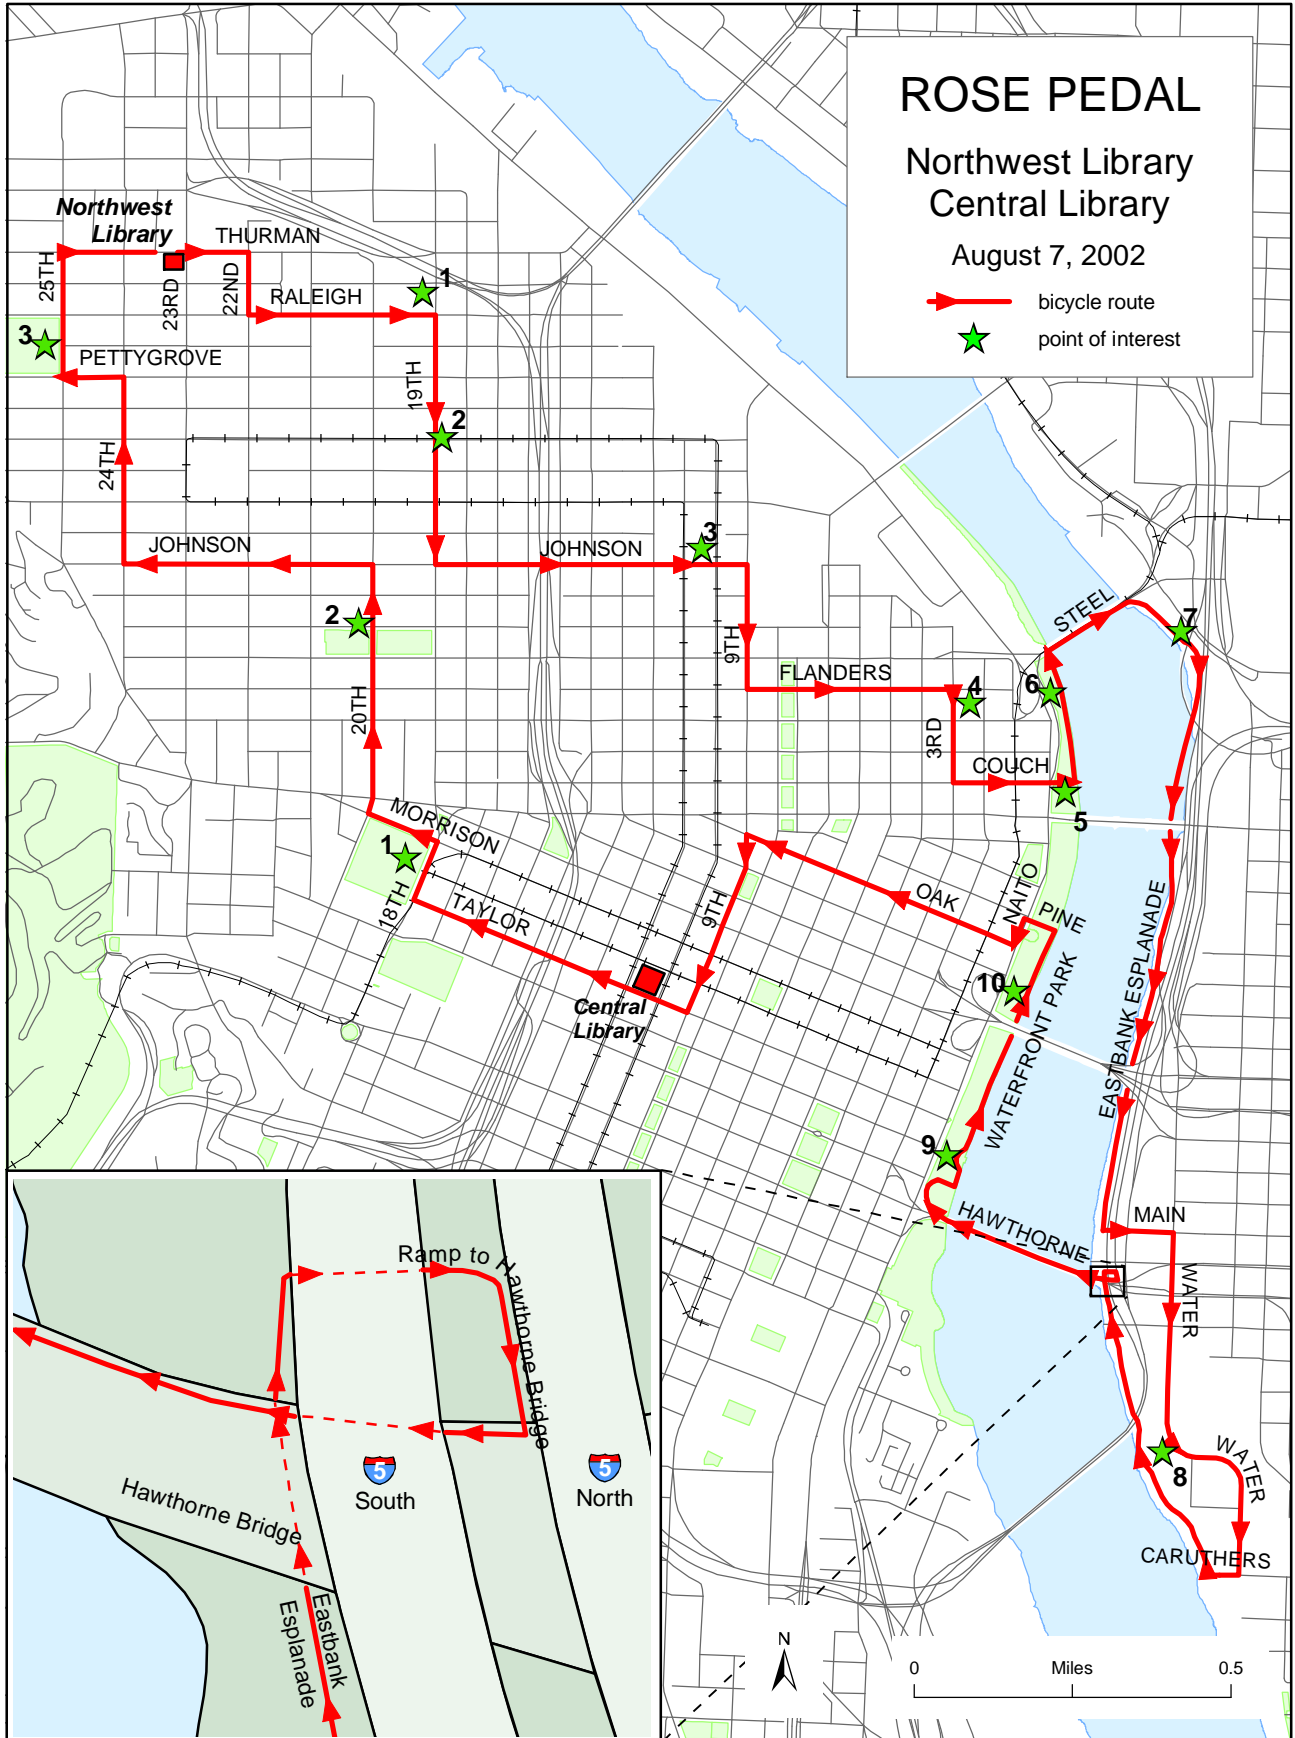 ROSE PEDAL
Northwest Library
Central Library
August 7, 2002
bicycle route
point of interest
Northwest
Library
THURMAN
25TH
23RD
22ND
RALEIGH
1
3
PETTYGROVE
19TH
2
24TH
JOHNSON
JOHNSON
3
2
STEEL
7
9TH
FLANDERS
4
6
20TH
3RD
COUCH
5
MORRISON
1
18TH
TAYLOR
9TH
OAK
NAITO
PINE
10
WATERFRONT PARK
EASTBANK ESPLANADE
Central
Library
9
HAWTHORNE
MAIN
WATER
8
WATER
CARUTHERS
Ramp to Hawthorne Bridge
5
South
5
North
Hawthorne Bridge
Eastbank
Esplanade
N
0 Miles 0.5